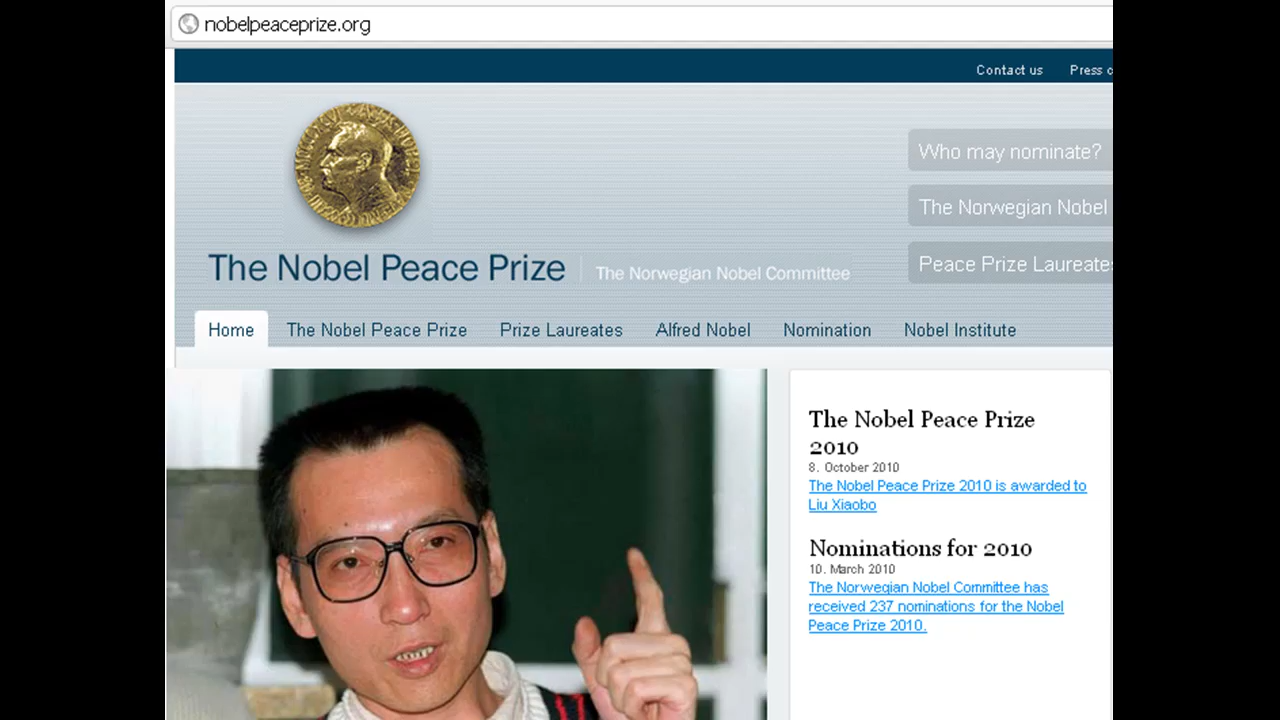 nobelpeaceprize.org
Contact us Press
Who may nominate?
The Norwegian Nobel
Peace Prize Laureates
The Nobel Peace Prize The Norwegian Nobel Committee
Home The Nobel Peace Prize Prize Laureates Alfred Nobel Nomination Nobel Institute
The Nobel Peace Prize
2010
8. October 2010
The Nobel Peace Prize 2010 is awarded to
Liu Xiaobo
Nominations for 2010
10. March 2010
The Norwegian Nobel Committee has
received 237 nominations for the Nobel
Peace Prize 2010.